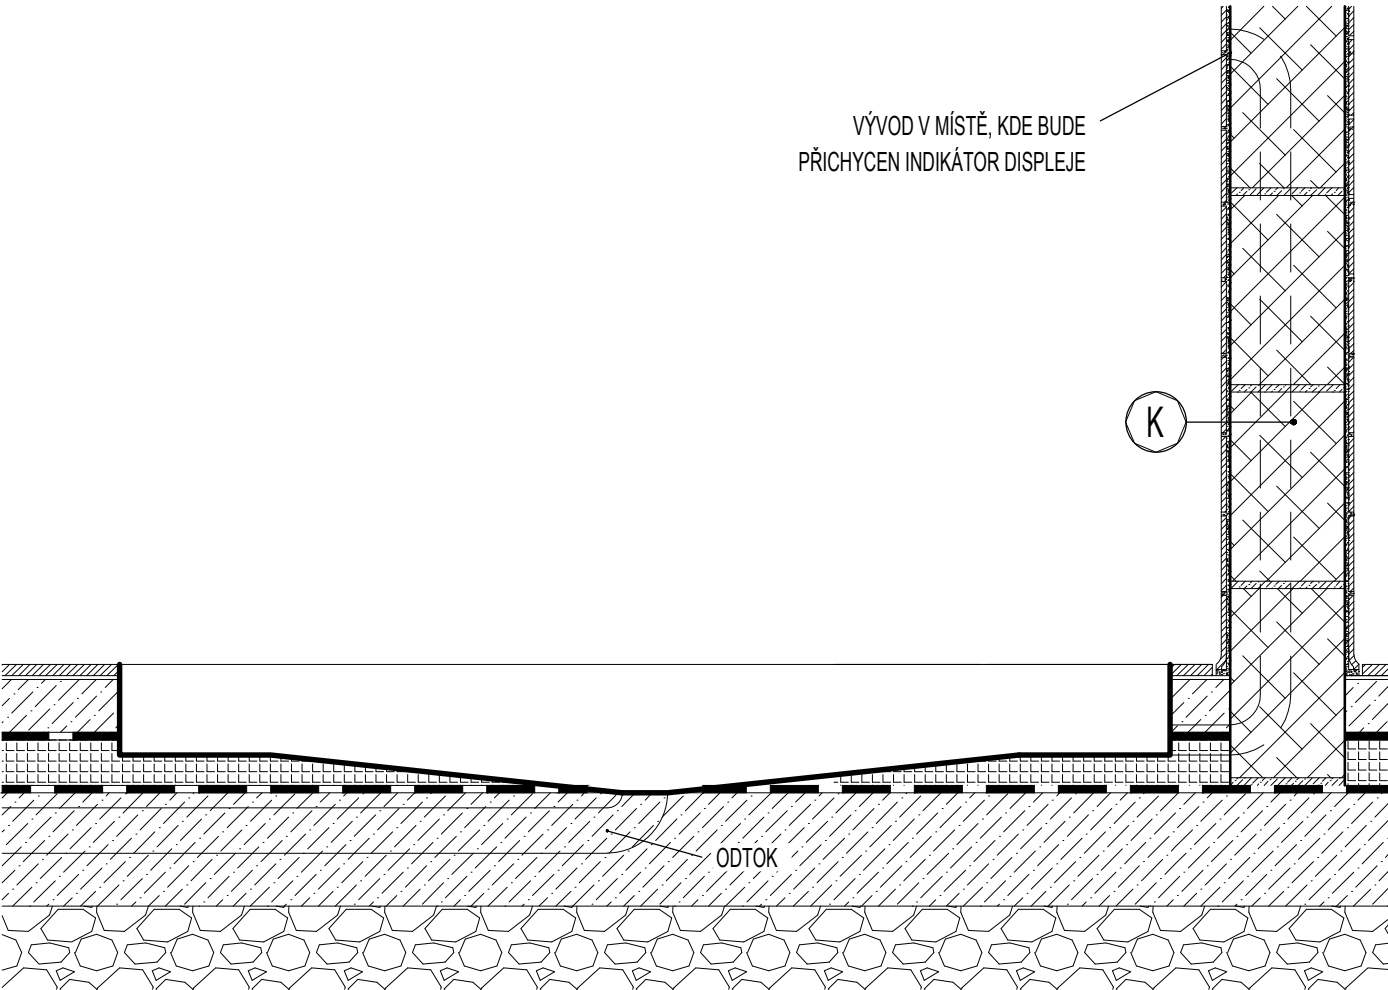 VÝVOD V MÍSTĚ, KDE BUDE
PŘICHYCEN INDIKÁTOR DISPLEJE
K
ODTOK